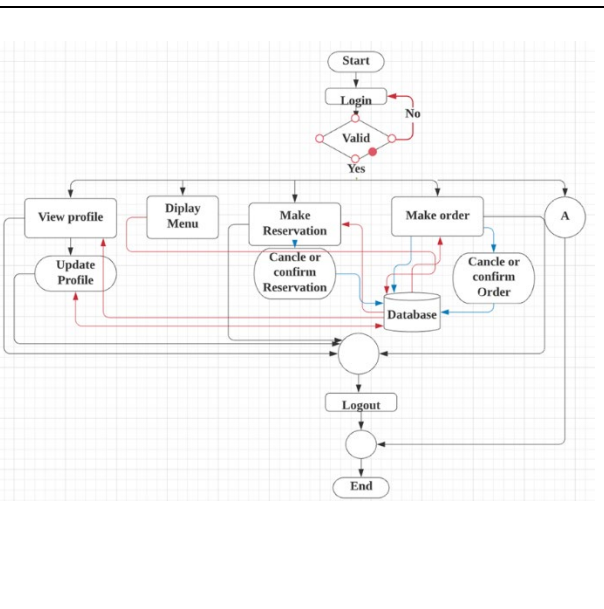 Start
Login
No
Valid
Yes
View profile
Diplay
Menu
Make
Reservation
Make order
A
Update
Profile
Cancle or
confirm
Reservation
Cancle or
confirm
Order
Database
Logout
End